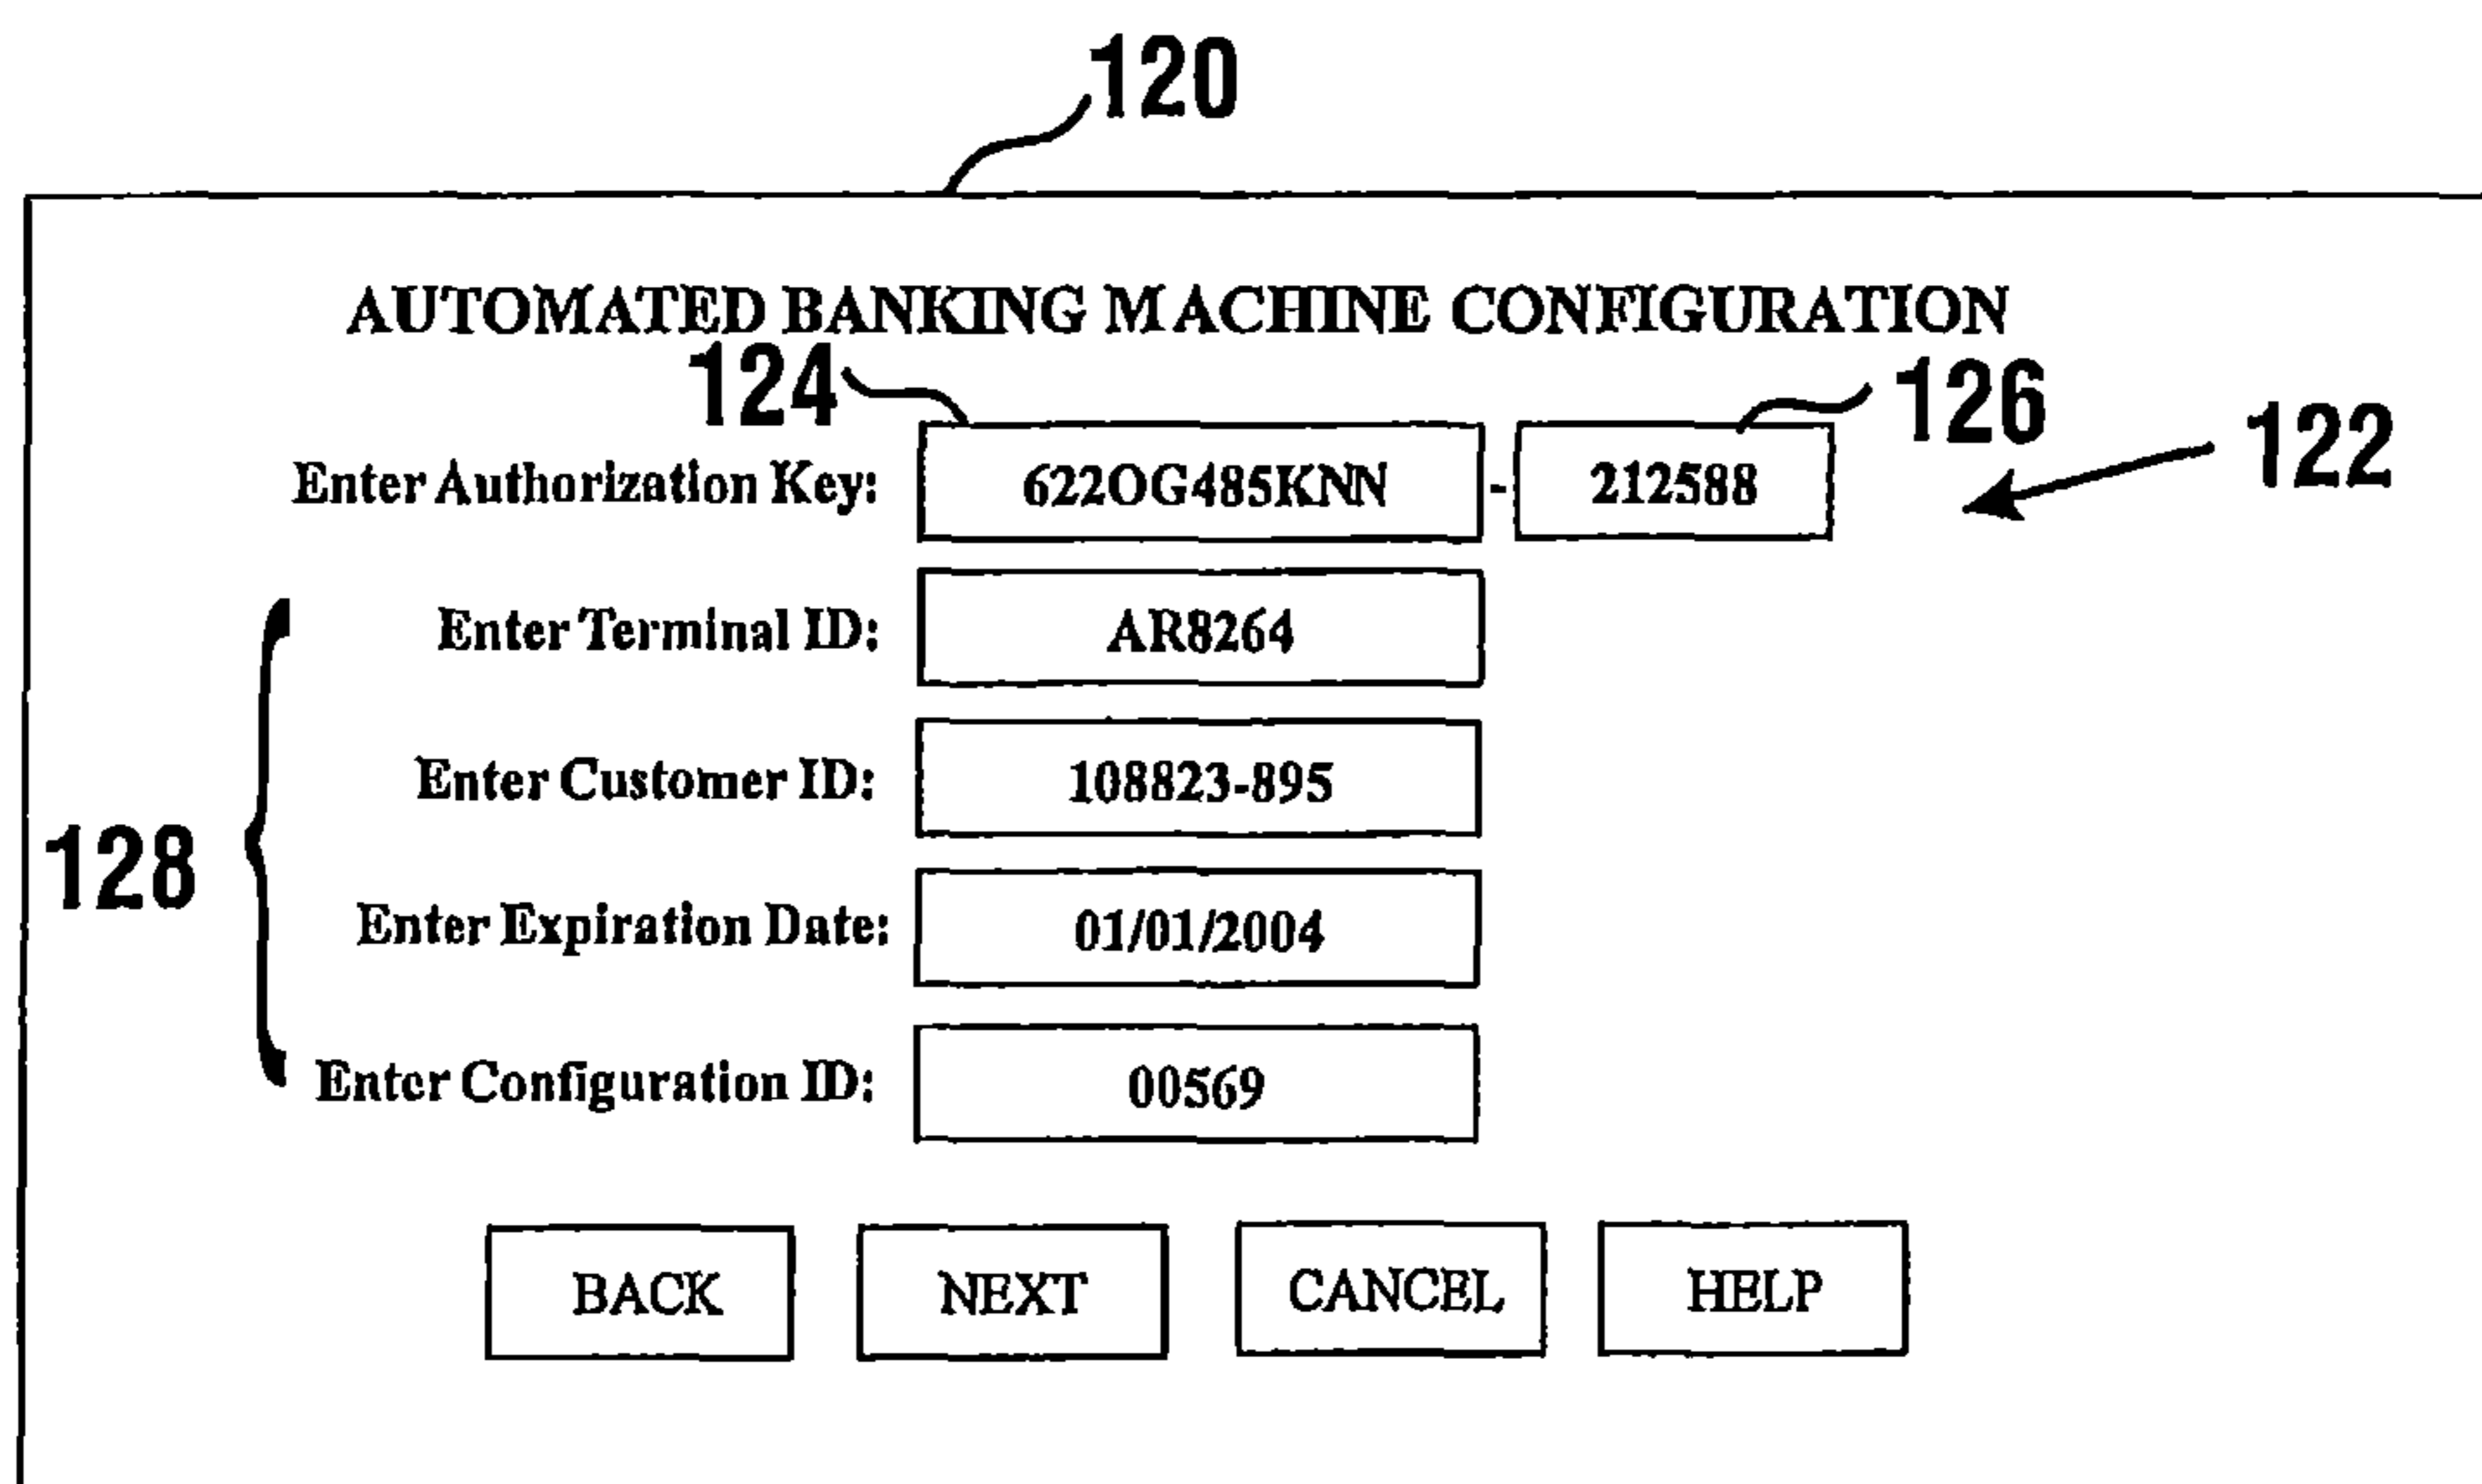 120
AUTOMATED BANKING MACHINE CONFIGURATION
124 126 122
Enter Authorization Key: 622OG485KNN - 212588
Enter Terminal ID: AR8264
Enter Customer ID: 108823-895
128
Enter Expiration Date: 01/01/2004
Enter Configuration ID: 00569
BACK NEXT CANCEL HELP